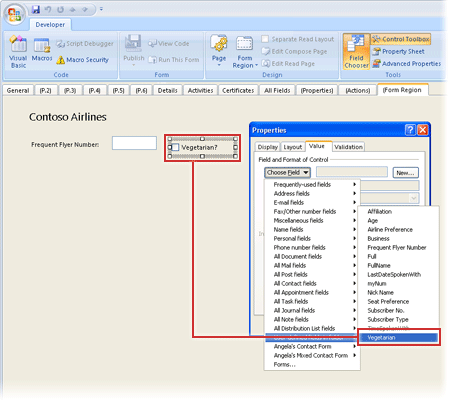 Developer
Visual Basic
Macros
Script Debugger
Macro Security
Code
Publish
View Code
Run This Form
Form
Page
Form Region
Separate Read Layout
Edit Compose Page
Edit Read Page
Design
Field Chooser
Control Toolbox
Property Sheet
Advanced Properties
Tools
General (P.2) (P.3) (P.4) (P.5) (P.6) Details Activities Certificates All Fields (Properties) (Actions) (Form Region
Contoso Airlines
Frequent Flyer Number:
Vegetarian?
Properties
Display Layout Value Validation
Field and Format of Control
Choose Field New...
Frequently-used fields
Address fields
E-mail fields
Fax/Other number fields
Miscellaneous fields
Name fields
Personal fields
Phone number fields
All Document fields
All Mail fields
All Post fields
All Contact fields
All Appointment fields
All Task fields
All Journal fields
All Note fields
All Distribution List fields
Angela's Contact Form
Angela's Mixed Contact Form
Forms...
Affiliation
Age
Airline Preference
Business
Frequent Flyer Number
Full
FullName
LastDateSpokenWith
myNum
Nick Name
Seat Preference
Subscriber No.
Subscriber Type
TimeSpokenWith
Vegetarian